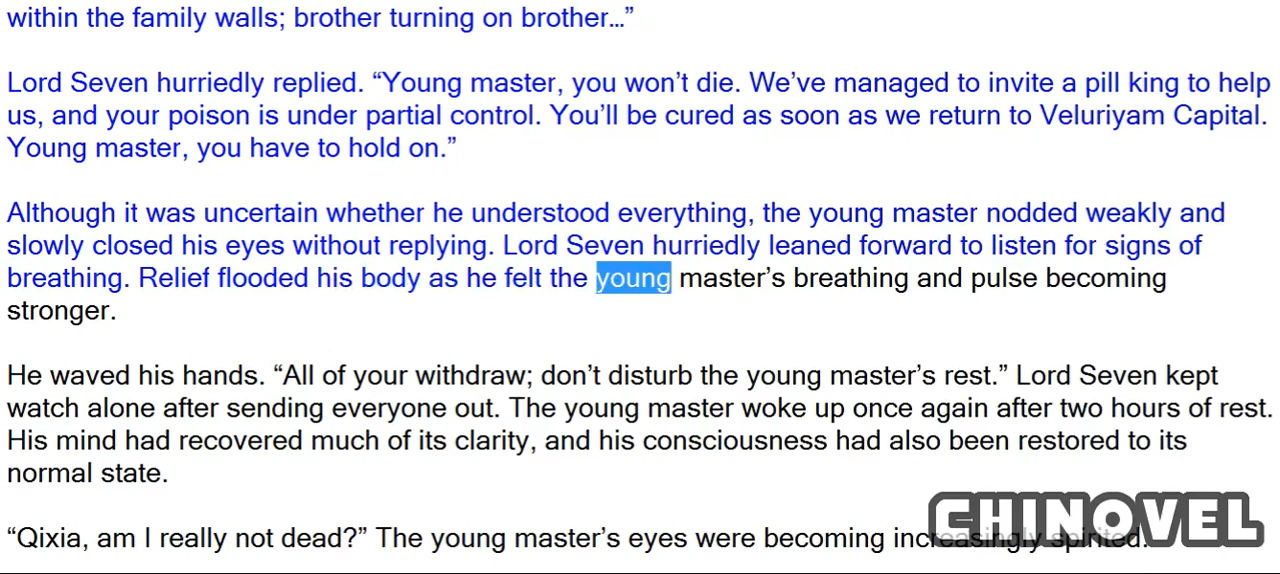 within the family walls; brother turning on brother…”
Lord Seven hurriedly replied. “Young master, you won’t die. We’ve managed to invite a pill king to help
us, and your poison is under partial control. You’ll be cured as soon as we return to Veluriyam Capital.
Young master, you have to hold on.”
Although it was uncertain whether he understood everything, the young master nodded weakly and
slowly closed his eyes without replying. Lord Seven hurriedly leaned forward to listen for signs of
breathing. Relief flooded his body as he felt the young master’s breathing and pulse becoming
stronger.
He waved his hands. “All of your withdraw; don’t disturb the young master’s rest.” Lord Seven kept
watch alone after sending everyone out. The young master woke up once again after two hours of rest.
His mind had recovered much of its clarity, and his consciousness had also been restored to its
normal state.
“Qixia, am I really not dead?” The young master’s eyes were becoming increasingly spirited.
CHINOVEL